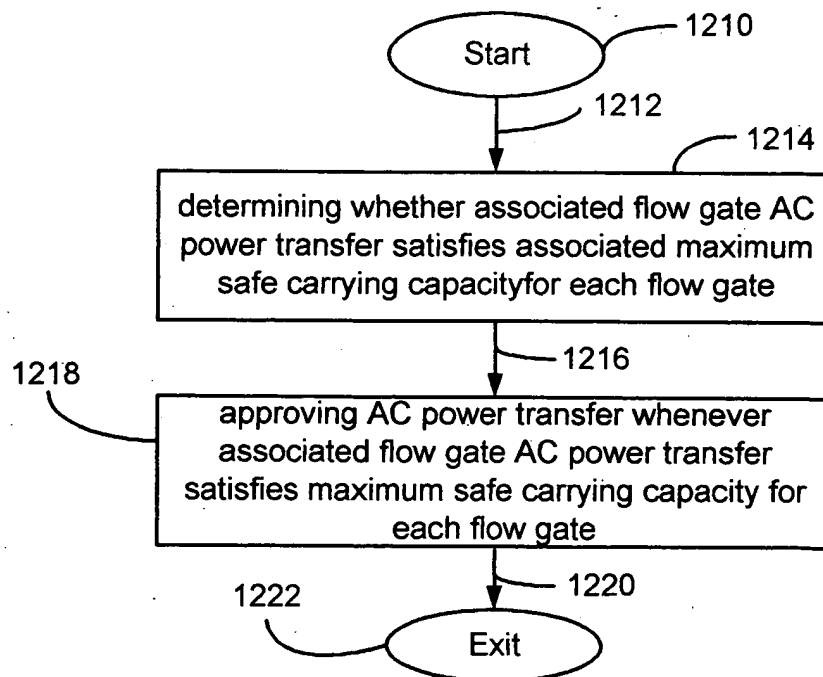 1210
Start
1212
1214
determining whether associated flow gate AC
power transfer satisfies associated maximum
safe carrying capacityfor each flow gate
1216
1218
approving AC power transfer whenever
associated flow gate AC power transfer
satisfies maximum safe carrying capacity for
each flow gate
1220
1222
Exit